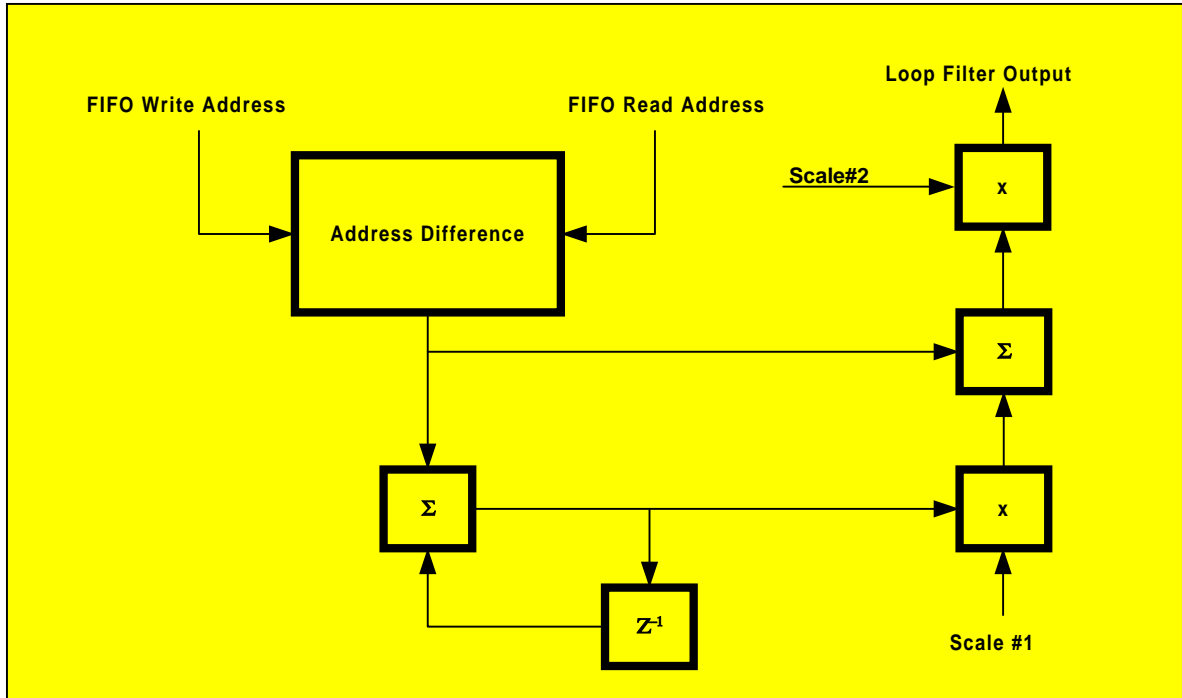 Loop Filter Output
FIFO Write Address
FIFO Read Address
Scale#2
x
Address Difference
Σ
Σ
x
Z-1
Scale #1